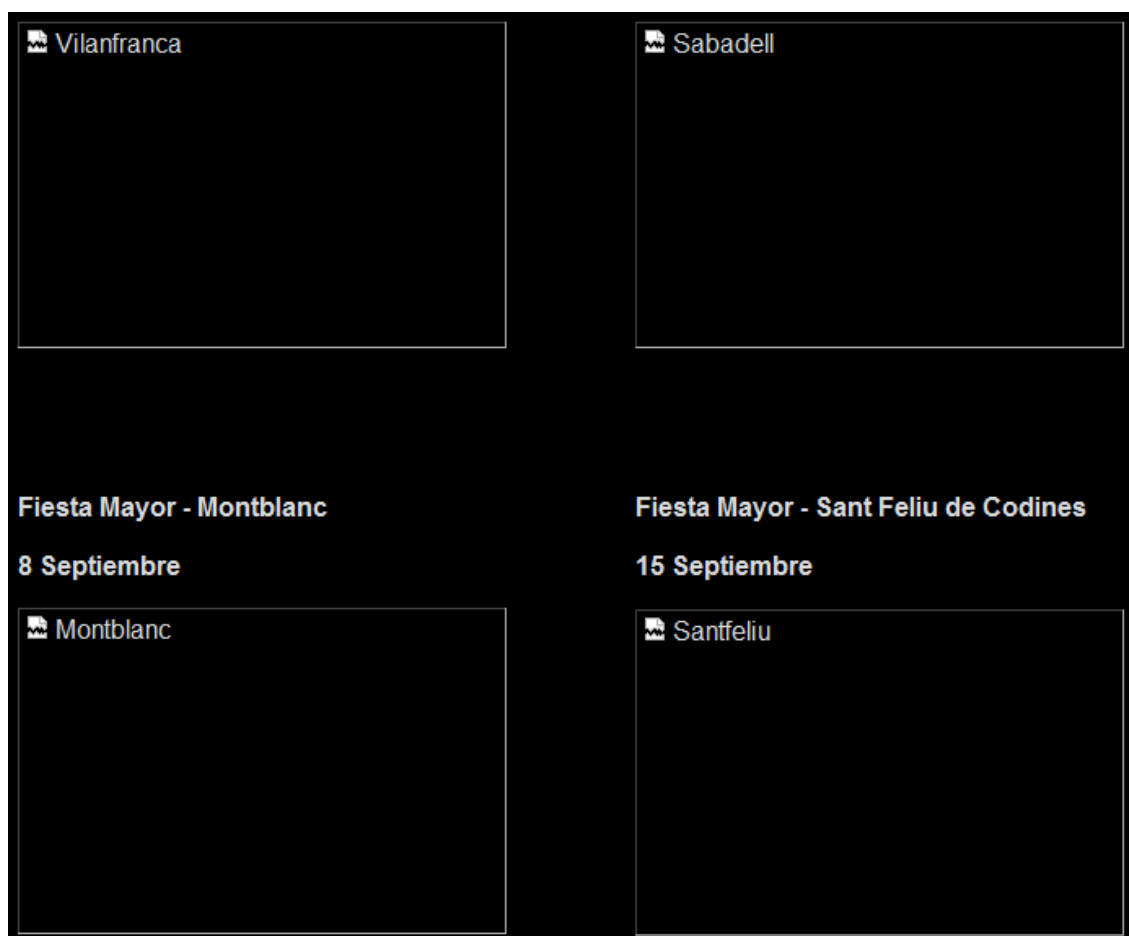 Vilanfranca
Sabadell
Fiesta Mayor - Montblanc
8 Septiembre
Fiesta Mayor - Sant Feliu de Codines
15 Septiembre
Montblanc
Santfeliu